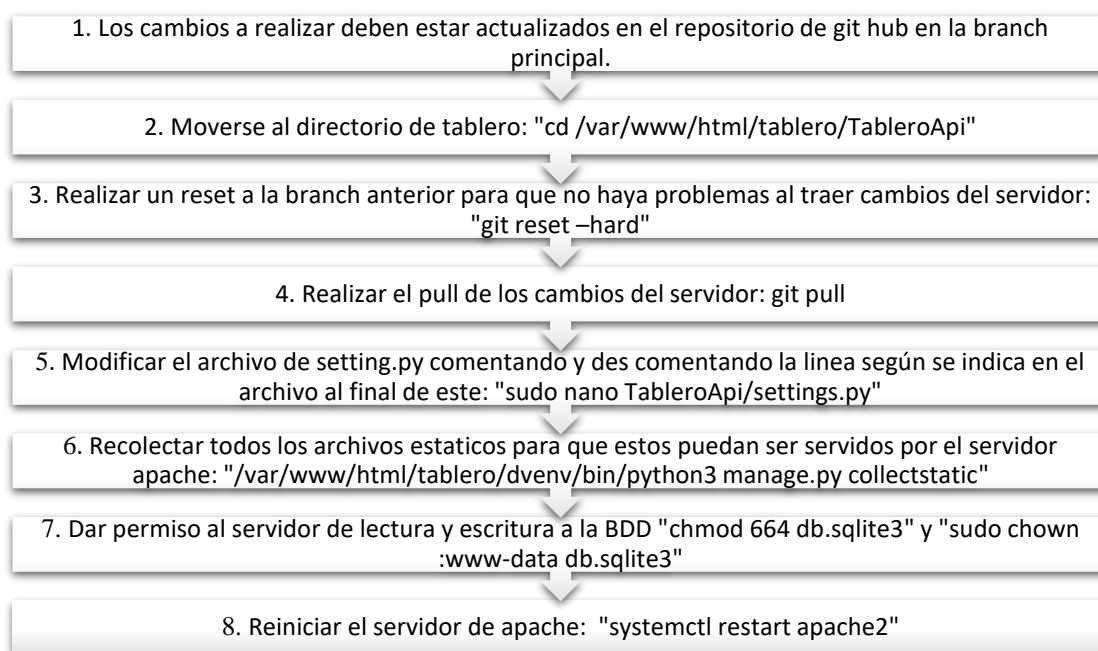 1. Los cambios a realizar deben estar actualizados en el repositorio de git hub en la branch
principal.
2. Moverse al directorio de tablero: "cd /var/www/html/tablero/TableroApi"
3. Realizar un reset a la branch anterior para que no haya problemas al traer cambios del servidor:
"git reset –hard"
4. Realizar el pull de los cambios del servidor: git pull
5. Modificar el archivo de setting.py comentando y des comentando la linea según se indica en el
archivo al final de este: "sudo nano TableroApi/settings.py"
6. Recolectar todos los archivos estaticos para que estos puedan ser servidos por el servidor
apache: "/var/www/html/tablero/dvenv/bin/python3 manage.py collectstatic"
7. Dar permiso al servidor de lectura y escritura a la BDD "chmod 664 db.sqlite3" y "sudo chown
:www-data db.sqlite3"
8. Reiniciar el servidor de apache:  "systemctl restart apache2"